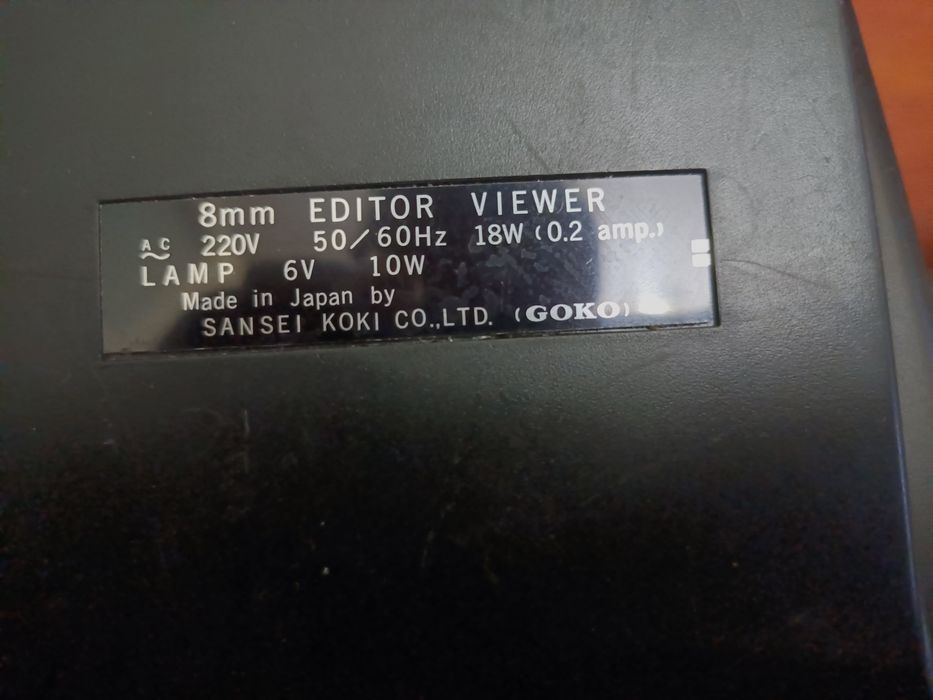 8mm EDITOR VIEWER
AC 220V 50/60Hz 18W (0.2 amp.)
LAMP 6V 10W
Made in Japan by
SANSEI KOKI CO.,LTD. (GOKO)